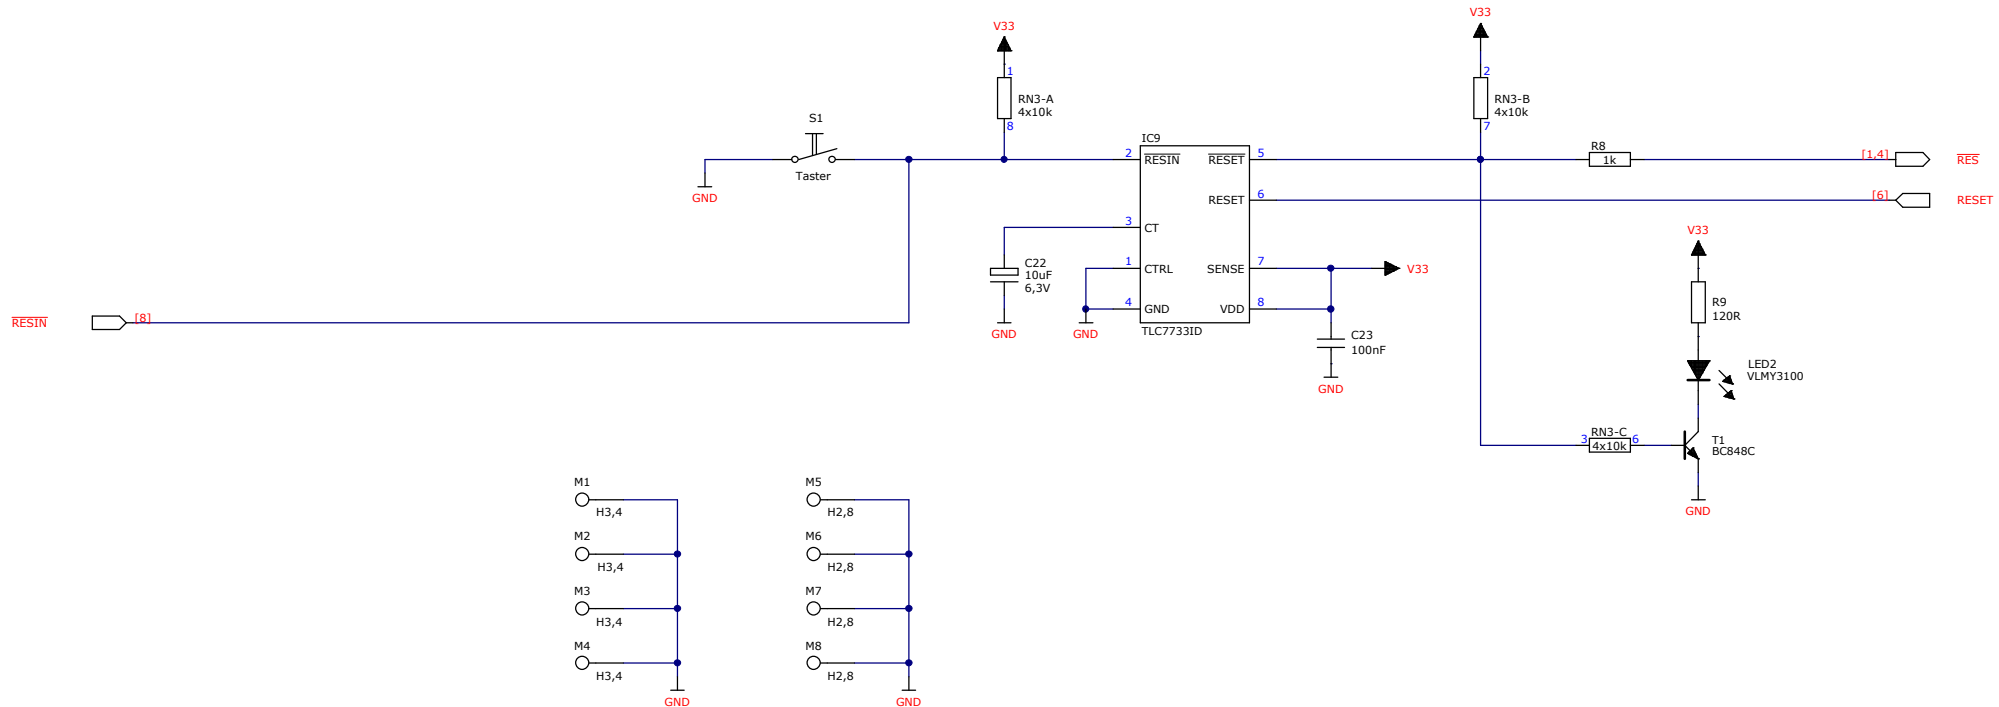 V33
V33
1
RN3-A
4x10k
8
2
RN3-B
4x10k
7
S1
Taster
GND
IC9
2
RESIN
RESET
5
R8
1k
[1,4]
RES
RESET
6
[6]
RESET
3
CT
C22
10uF
6,3V
GND
1
CTRL
SENSE
7
V33
4
GND
VDD
8
GND
TLC7733ID
C23
100nF
GND
RESIN
[8]
V33
R9
120R
LED2
VLMY3100
3
RN3-C
4x10k
6
T1
BC848C
GND
M1
H3,4
M2
H3,4
M3
H3,4
M4
H3,4
GND
M5
H2,8
M6
H2,8
M7
H2,8
M8
H2,8
GND